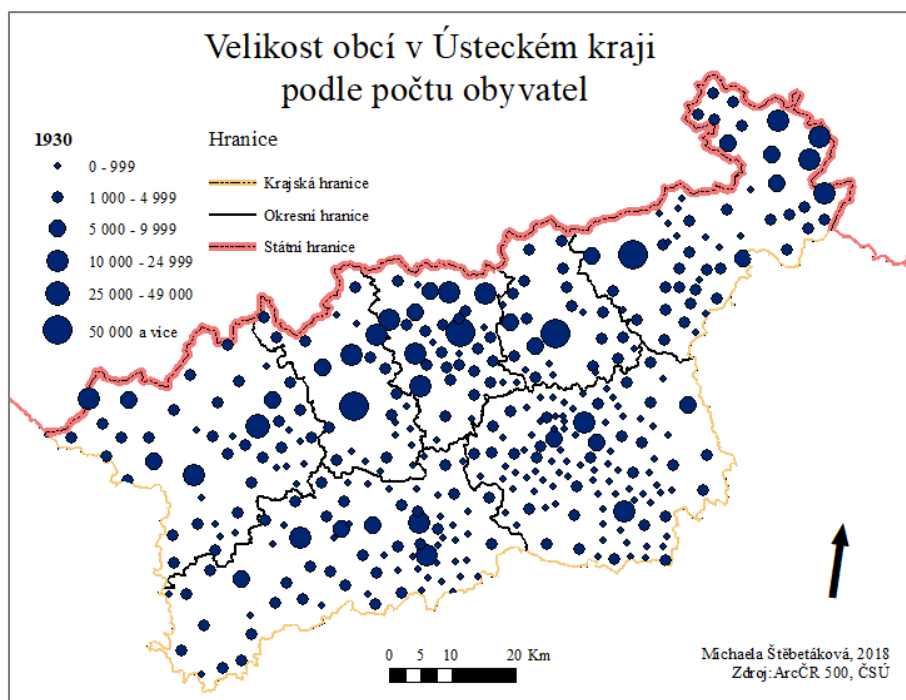 Velikost obcí v Ústeckém kraji
podle počtu obyvatel
1930
0 - 999
1 000 - 4 999
5 000 - 9 999
10 000 - 24 999
25 000 - 49 000
50 000 a více
Hranice
Krajská hranice
Okresní hranice
Státní hranice
0 5 10 20 Km
Michaela Štěbetáková, 2018
Zdroj: ArcČR 500, ČSÚ